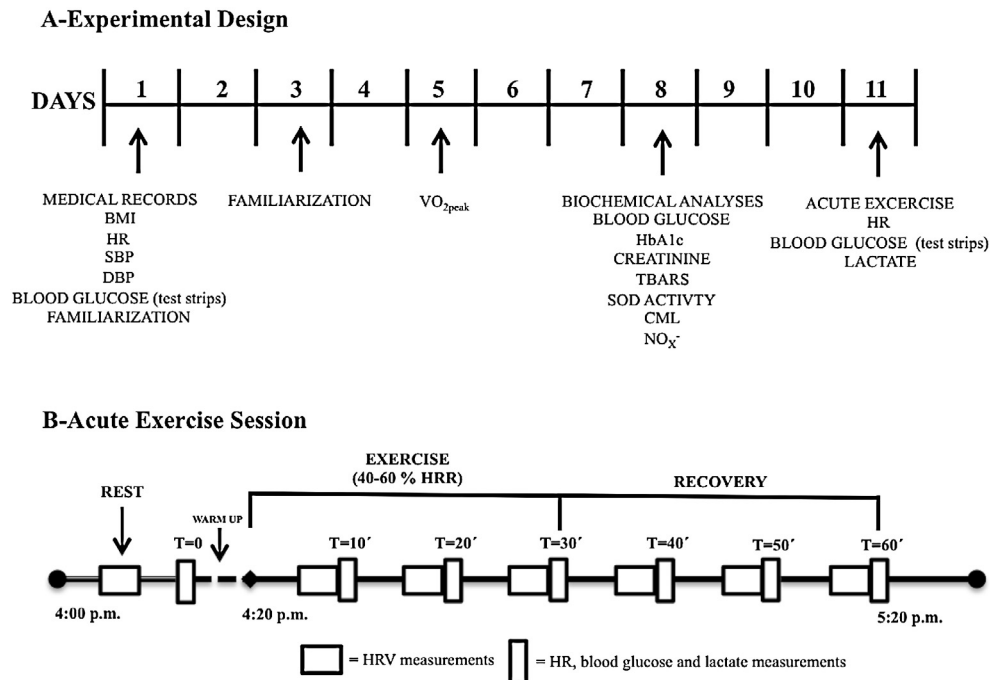 A-Experimental Design
DAYS 1 2 3 4 5 6 7 8 9 10 11
MEDICAL RECORDS
BMI
HR
SBP
DBP
BLOOD GLUCOSE (test strips)
FAMILIARIZATION
FAMILIARIZATION
VO2peak
BIOCHEMICAL ANALYSES
BLOOD GLUCOSE
HbA1c
CREATININE
TBARS
SOD ACTIVTY
CML
NOX-
ACUTE EXCERCISE
HR
BLOOD GLUCOSE (test strips)
LACTATE
B-Acute Exercise Session
REST
WARM UP
EXERCISE
(40-60 % HRR)
RECOVERY
T=0 T=10´ T=20´ T=30´ T=40´ T=50´ T=60´
4:00 p.m. 4:20 p.m. 5:20 p.m.
= HRV measurements = HR, blood glucose and lactate measurements